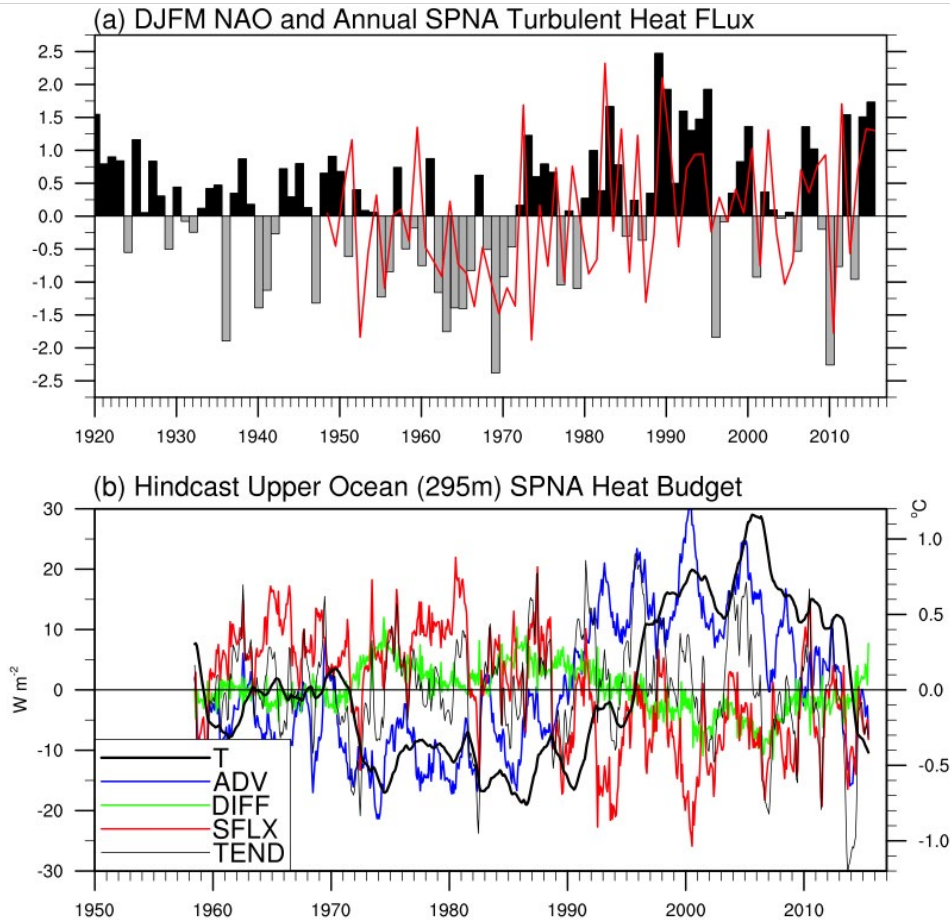 (a) DJFM NAO and Annual SPNA Turbulent Heat FLux
2.5
2.0
1.5
1.0
0.5
0.0
-0.5
-1.0
-1.5
-2.0
-2.5
1920 1930 1940 1950 1960 1970 1980 1990 2000 2010
(b) Hindcast Upper Ocean (295m) SPNA Heat Budget
30
20
10
0
-10
-20
-30
W m-2
°C
1.0
0.5
0.0
-0.5
-1.0
T
ADV
DIFF
SFLX
TEND
1950 1960 1970 1980 1990 2000 2010